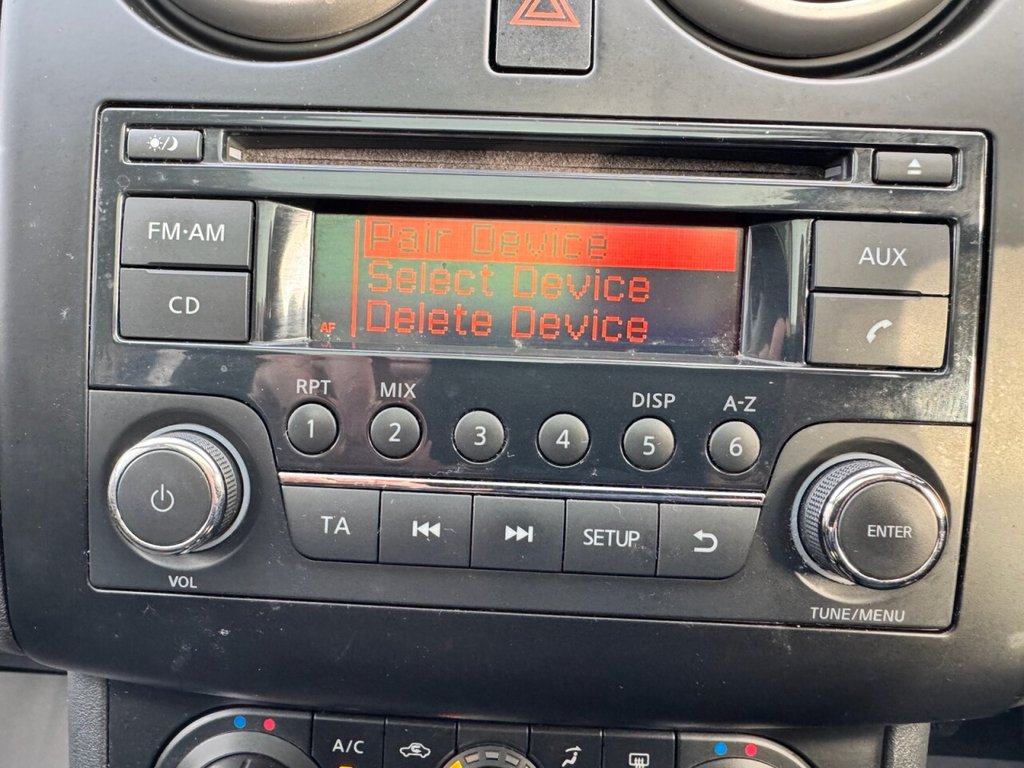 FM·AM
CD
Pair Device
Select Device
Delete Device
AF
AUX
RPT
MIX
DISP
A-Z
1 2 3 4 5 6
TA
SETUP
ENTER
VOL
TUNE/MENU
A/C